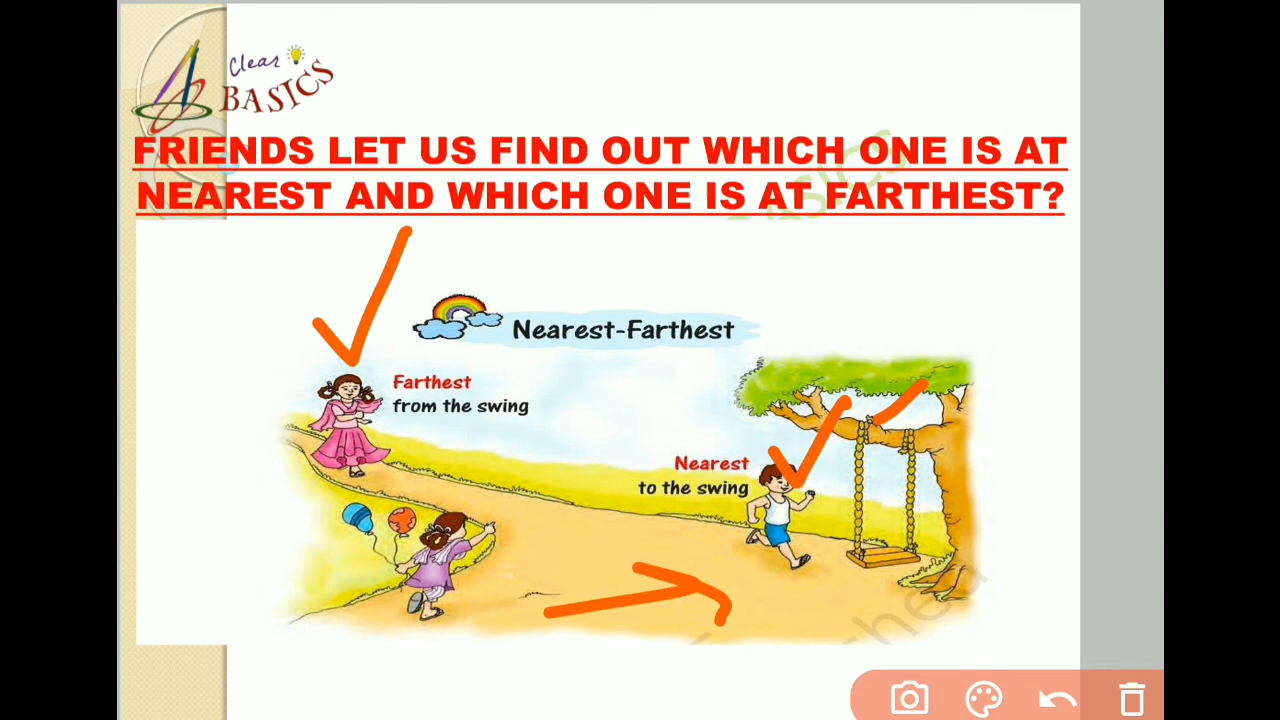 Clear
BASICS
FRIENDS LET US FIND OUT WHICH ONE IS AT
NEAREST AND WHICH ONE IS AT FARTHEST?
Nearest-Farthest
Farthest
from the swing
Nearest
to the swing